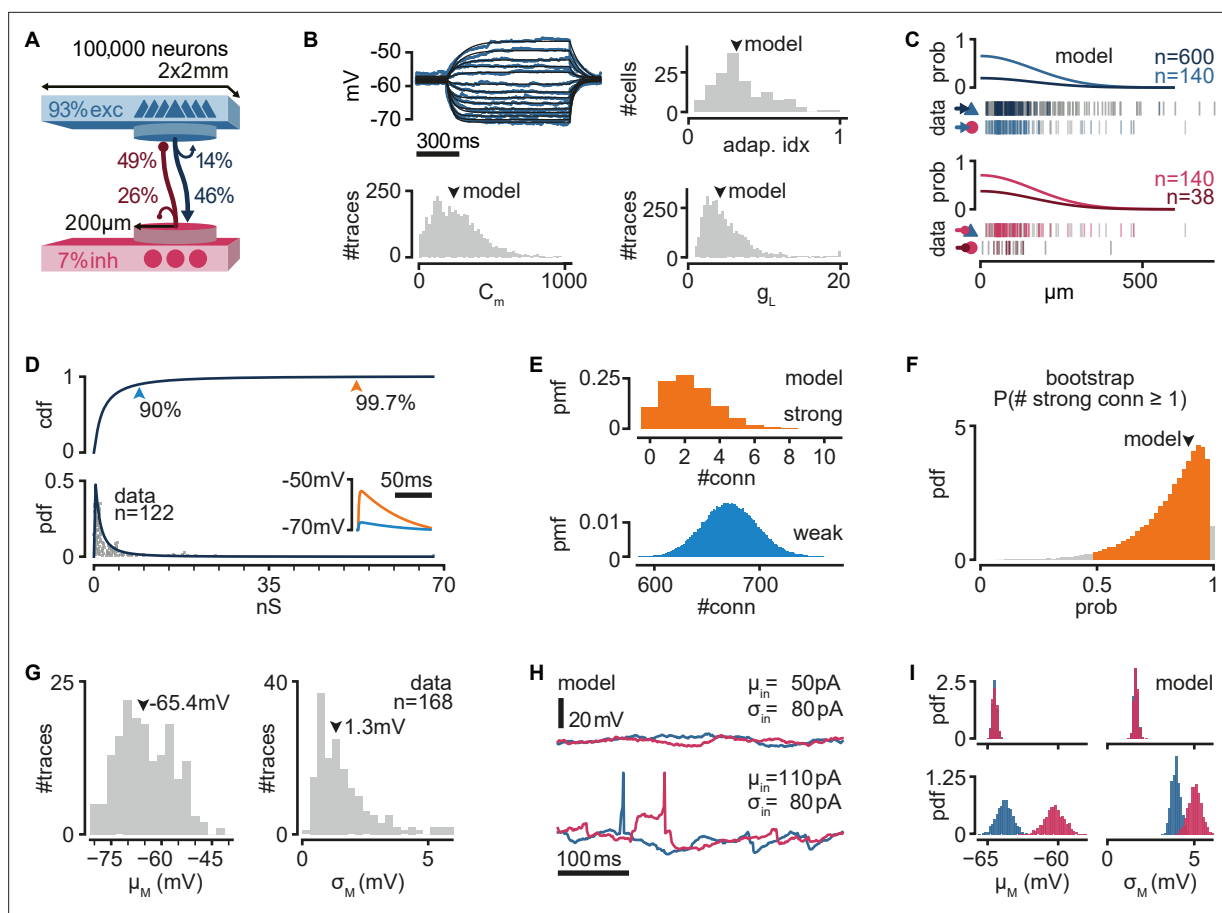 A
100,000 neurons
2x2mm
93%exc
49%
14%
26%
46%
200µm
7%inh
B
-50
-60
-70
mV
300ms
model
#cells
25
0
0
1
adap. idx
model
#traces
250
0
0
1000
C_m
model
#traces
250
0
0
20
g_L
C
prob
1
0
model
n=600
n=140
data
prob
1
0
n=140
n=38
data
0
500
µm
D
cdf
1
0
90%
99.7%
pdf
0.5
0
data
n=122
-50mV
-70mV
50ms
0
35
70
nS
E
pmf
0.25
0
model
strong
0 2 4 6 8 10
#conn
pmf
0.01
0
weak
600
700
#conn
F
bootstrap
P(# strong conn ≥ 1)
model
pdf
5
0
0
0.5
1
prob
G
#traces
25
0
-65.4mV
−75 −60 −45
µ_M (mV)
#traces
40
0
data
n=168
1.3mV
0
5
σ_M (mV)
H
model
20mV
µ_in= 50pA
σ_in= 80pA
µ_in=110pA
σ_in= 80pA
100ms
I
pdf
2.5
0
model
pdf
1.25
0
−65 −60
µ_M (mV)
0
5
σ_M (mV)